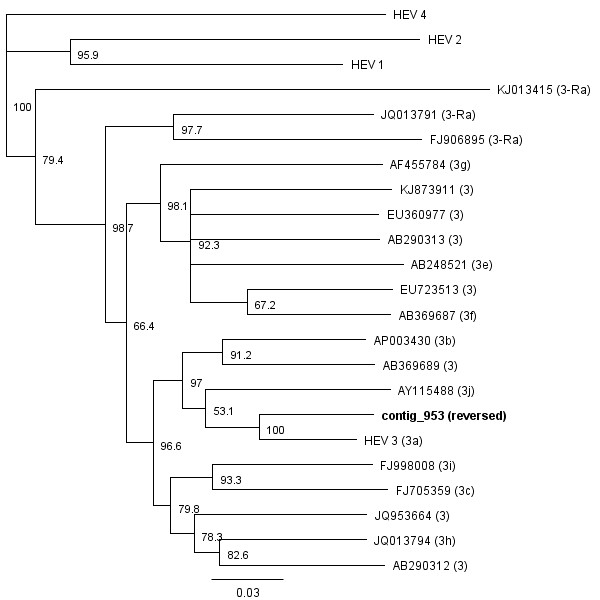 HEV 4
HEV 2
95.9
HEV 1
KJ013415 (3-Ra)
100
JQ013791 (3-Ra)
97.7
FJ906895 (3-Ra)
79.4
AF455784 (3g)
KJ873911 (3)
98.1
EU360977 (3)
98.7
AB290313 (3)
92.3
AB248521 (3e)
EU723513 (3)
67.2
AB369687 (3f)
66.4
AP003430 (3b)
91.2
AB369689 (3)
97
AY115488 (3j)
53.1
contig_953 (reversed)
100
HEV 3 (3a)
96.6
FJ998008 (3i)
93.3
FJ705359 (3c)
79.8
JQ953664 (3)
78.3
JQ013794 (3h)
82.6
AB290312 (3)
0.03